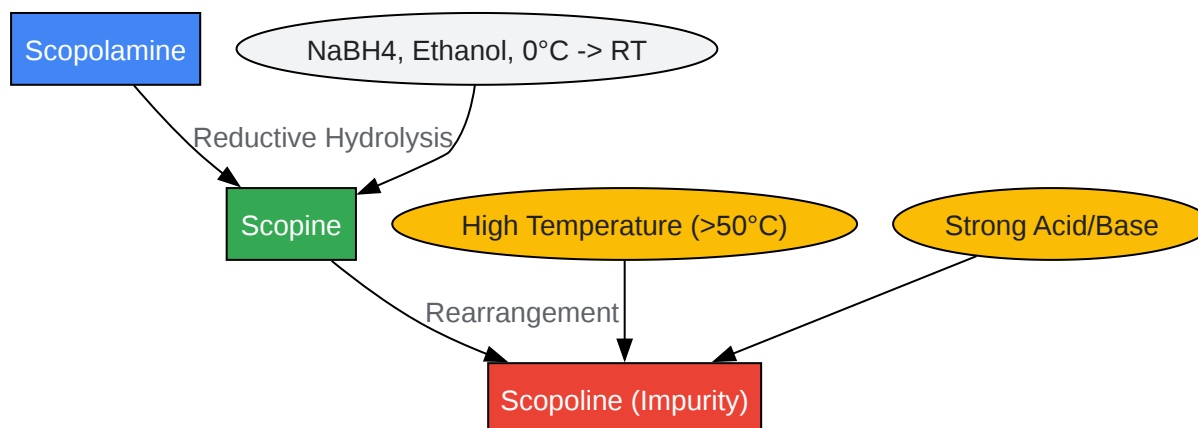 Scopolamine
NaBH4, Ethanol, 0°C -> RT
Reductive Hydrolysis
Scopine
High Temperature (>50°C)
Strong Acid/Base
Rearrangement
Scopoline (Impurity)